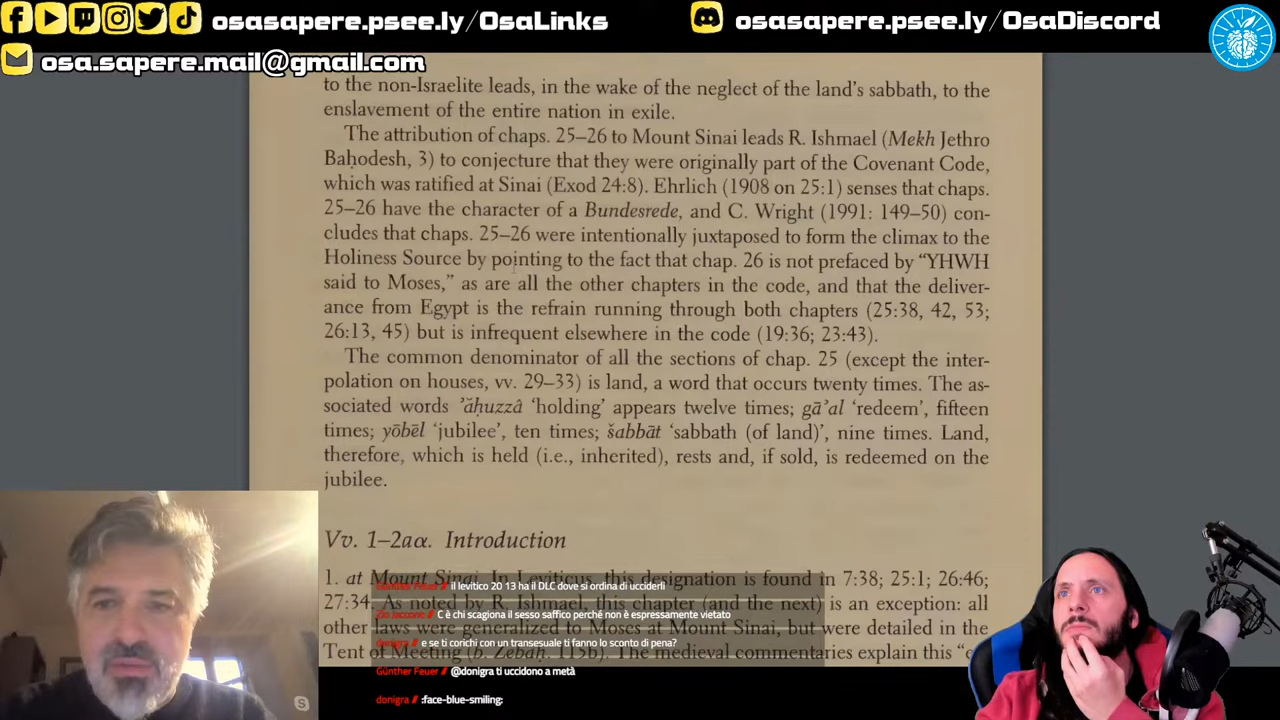 osasapere.psee.ly/OsaLinks
osasapere.psee.ly/OsaDiscord
osa.sapere.mail@gmail.com
to the non-Israelite leads, in the wake of the neglect of the land's sabbath, to the
enslavement of the entire nation in exile.
The attribution of chaps. 25–26 to Mount Sinai leads R. Ishmael (Mekh Jethro
Baḥodesh, 3) to conjecture that they were originally part of the Covenant Code,
which was ratified at Sinai (Exod 24:8). Ehrlich (1908 on 25:1) senses that chaps.
25–26 have the character of a Bundesrede, and C. Wright (1991: 149–50) con-
cludes that chaps. 25–26 were intentionally juxtaposed to form the climax to the
Holiness Source by pointing to the fact that chap. 26 is not prefaced by “YHWH
said to Moses,” as are all the other chapters in the code, and that the deliver-
ance from Egypt is the refrain running through both chapters (25:38, 42, 53;
26:13, 45) but is infrequent elsewhere in the code (19:36; 23:43).
The common denominator of all the sections of chap. 25 (except the inter-
polation on houses, vv. 29–33) is land, a word that occurs twenty times. The as-
sociated words ʾăḥuzzâ ‘holding’ appears twelve times; gāʾal ‘redeem’, fifteen
times; yōbēl ‘jubilee’, ten times; šabbāt ‘sabbath (of land)’, nine times. Land,
therefore, which is held (i.e., inherited), rests and, if sold, is redeemed on the
jubilee.
Vv. 1–2aα. Introduction
1. at Mount Sinai. In Leviticus, this designation is found in 7:38; 25:1; 26:46;
il levitico 20 13 ha il DLC dove si ordina di ucciderli
27:34. As noted by R. Ishmael, this chapter (and the next) is an exception: all
C è chi scagiona il sesso saffico perché non è espressamente vietato
other laws were generalized to Moses at Mount Sinai, but were detailed in the
donigra // e se ti corichi con un transesuale ti fanno lo sconto di pena?
Tent of Meeting (b. Zebaḥ. 115b). The medieval commentaries explain this
Günther Feuer // @donigra ti uccidono a metà
donigra // :face-blue-smiling: